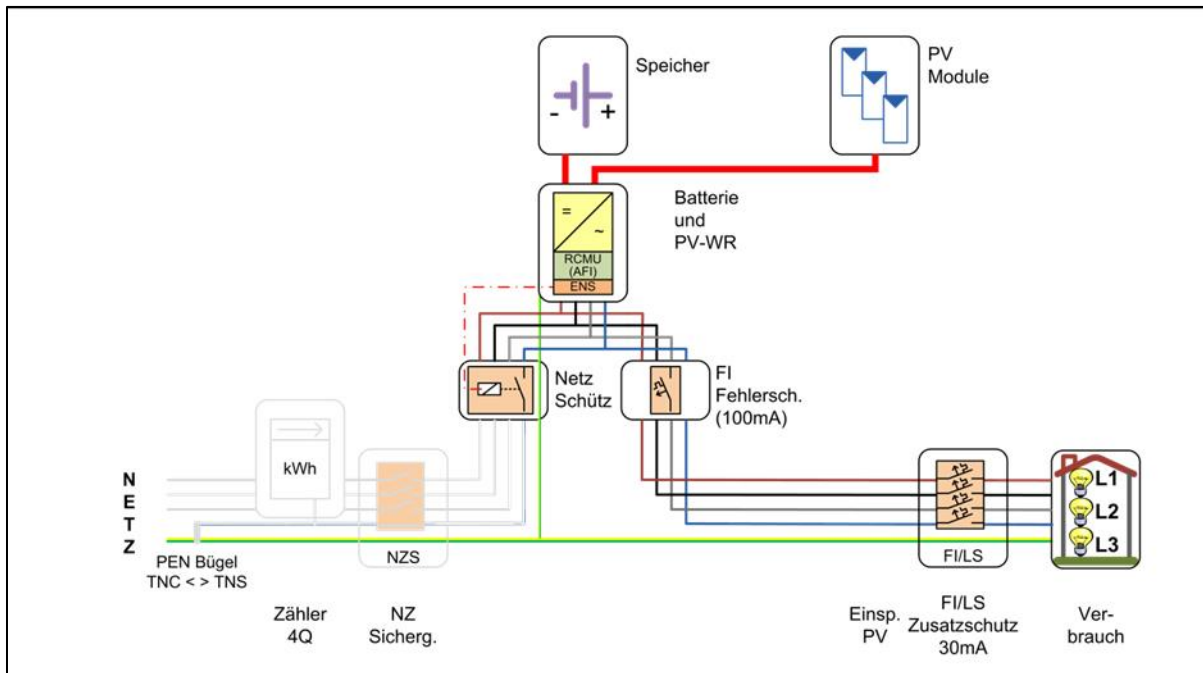 Speicher
- +
PV
Module
=
~
RCMU
(AFI)
ENS
Batterie
und
PV-WR
Netz
Schütz
FI
Fehlersch.
(100mA)
kWh
N
E
T
Z
NZS
PEN Bügel
TNC < > TNS
Zähler
4Q
NZ
Sicherg.
L1
L2
L3
FI/LS
Einsp.
PV
FI/LS
Zusatzschutz
30mA
Ver-
brauch